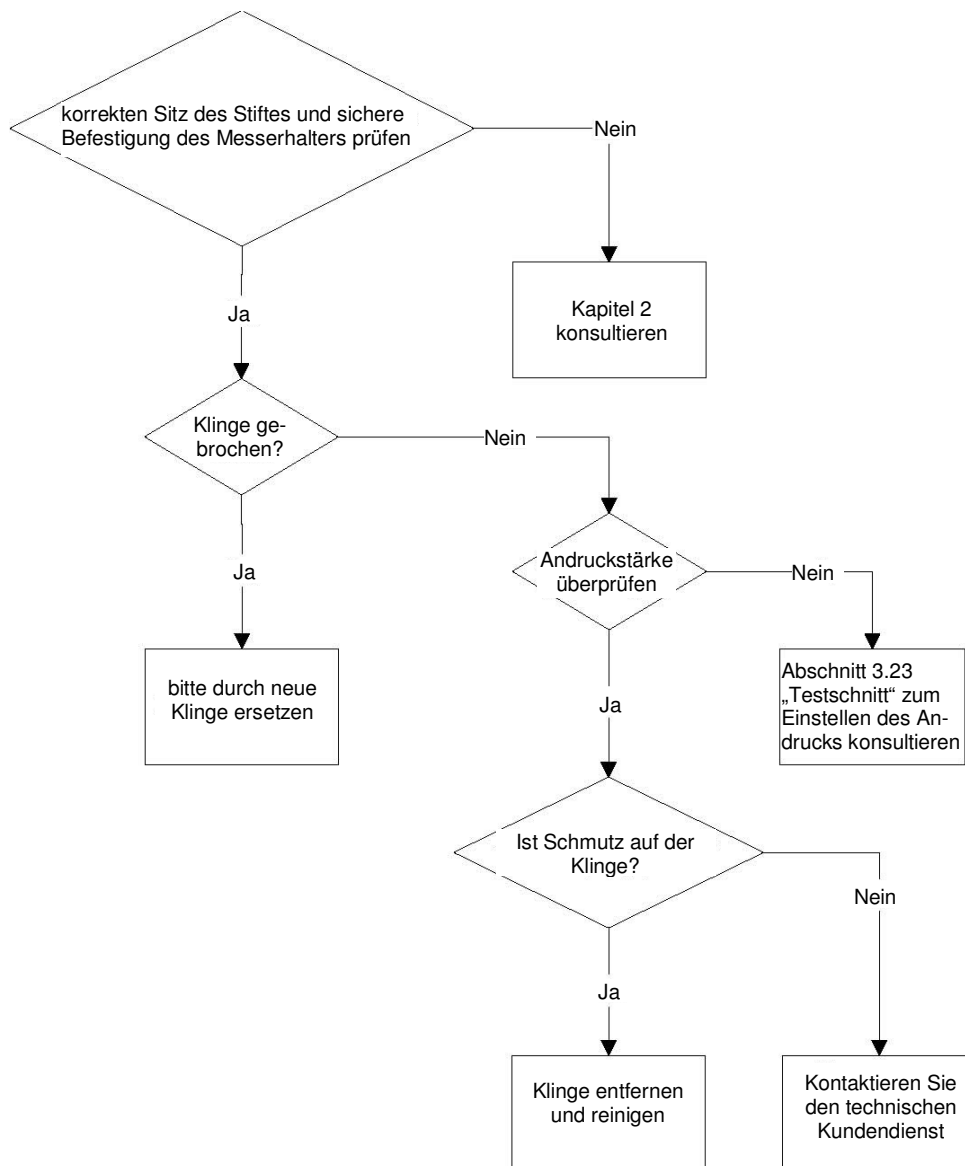 korrekten Sitz des Stiftes und sichere
Befestigung des Messerhalters prüfen
Nein
Kapitel 2
konsultieren
Ja
Klinge ge-
brochen?
Nein
Ja
bitte durch neue
Klinge ersetzen
Andruckstärke
überprüfen
Nein
Abschnitt 3.23
„Testschnitt“ zum
Einstellen des An-
drucks konsultieren
Ja
Ist Schmutz auf der
Klinge?
Nein
Ja
Klinge entfernen
und reinigen
Kontaktieren Sie
den technischen
Kundendienst